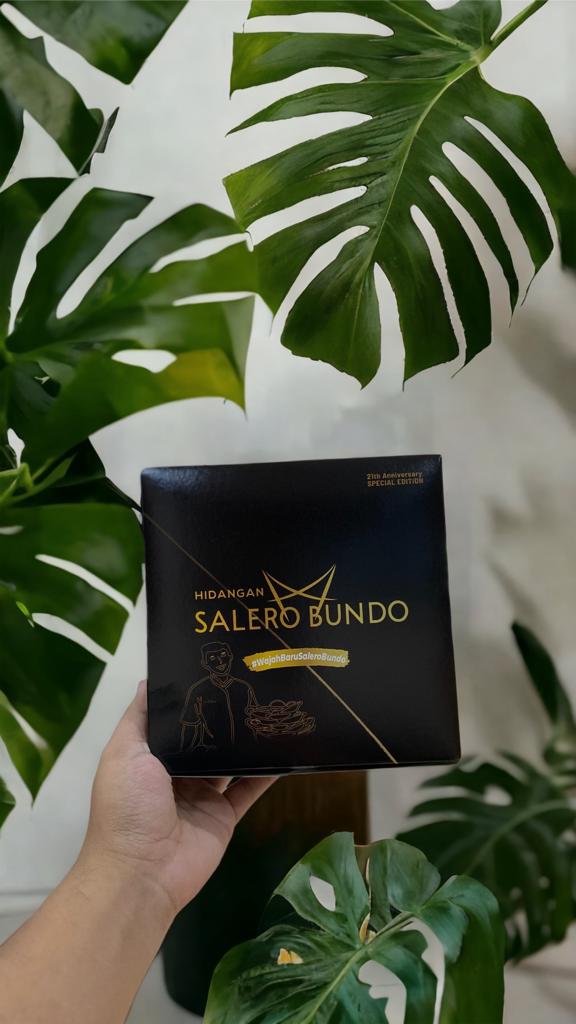 21th Anniversary
SPECIAL EDITION
HIDANGAN
SALERO BUNDO
#WajahBaruSaleroBundo